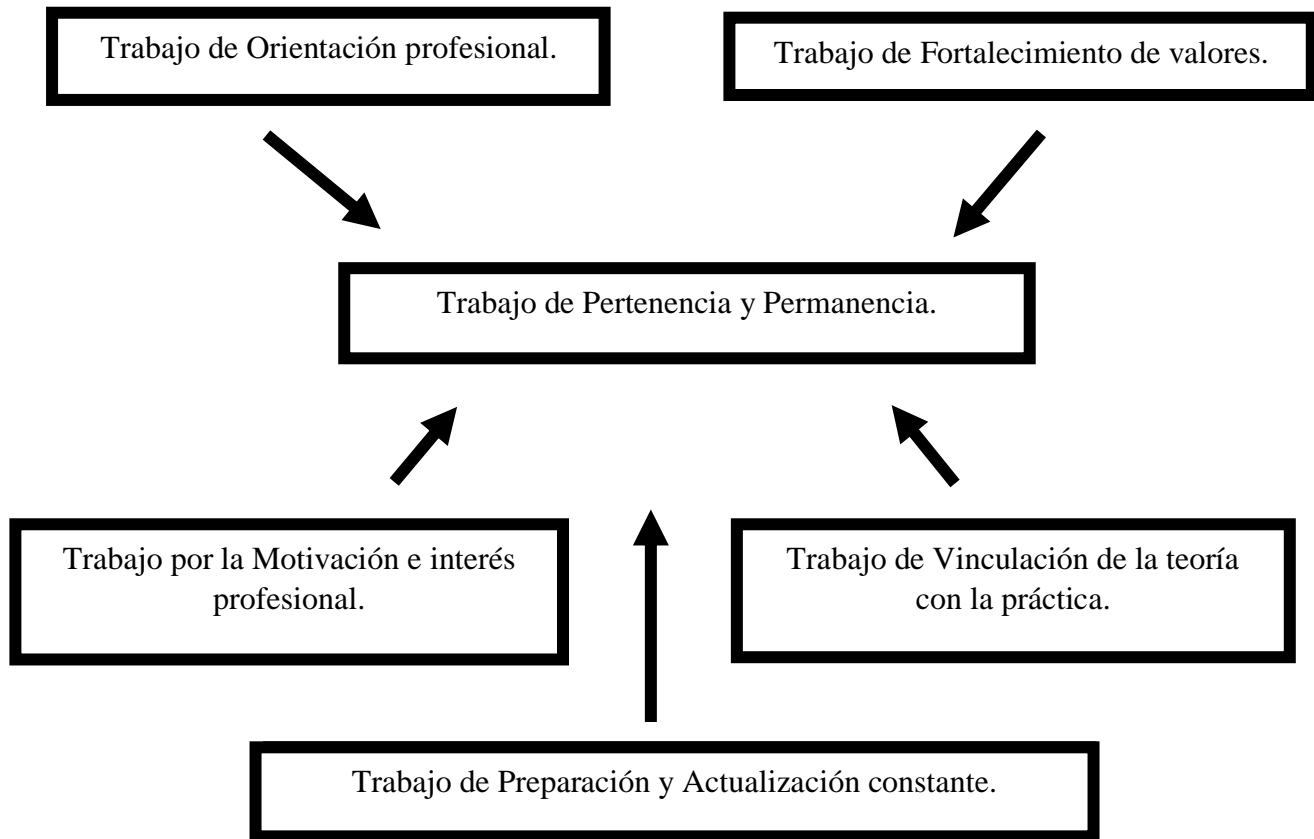 Trabajo de Orientación profesional.
Trabajo de Fortalecimiento de valores.
Trabajo de Pertenencia y Permanencia.
Trabajo por la Motivación e interés
profesional.
Trabajo de Vinculación de la teoría
con la práctica.
Trabajo de Preparación y Actualización constante.